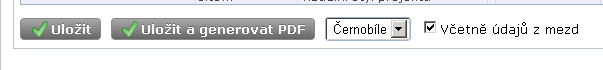 Uložit Uložit a generovat PDF Černobíle Včetně údajů z mezd